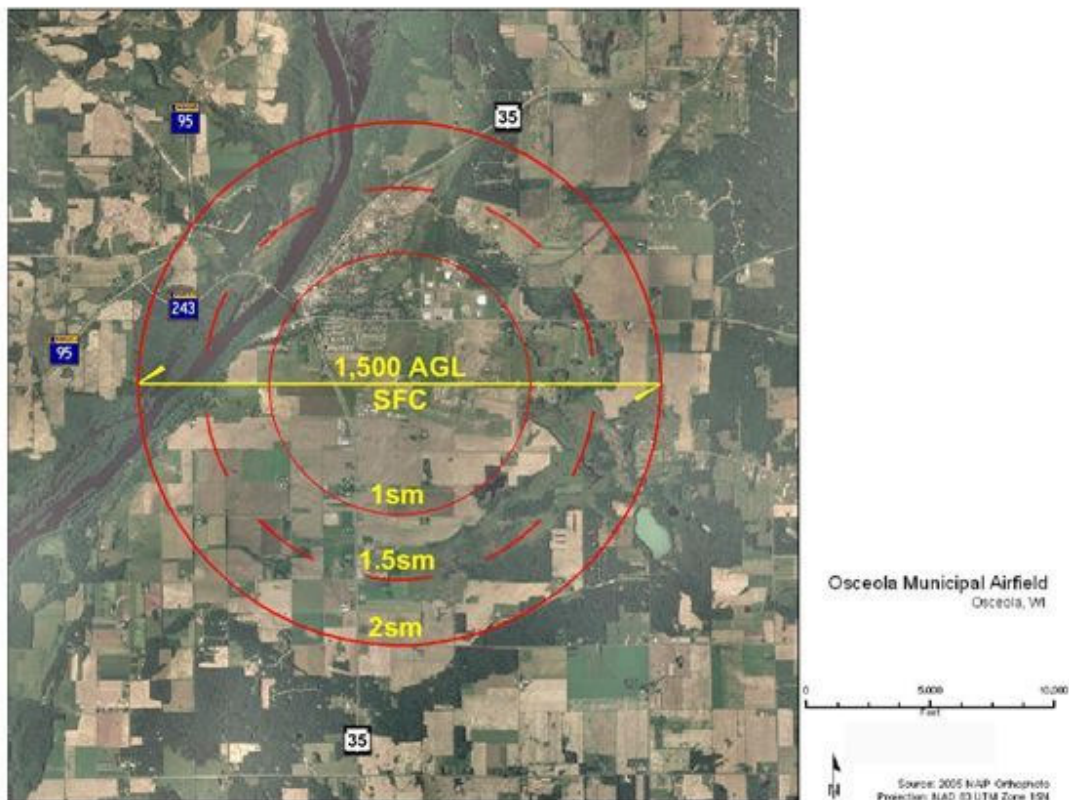 95
35
243
95
1,500 AGL
SFC
1sm
1.5sm
2sm
35
Osceola Municipal Airfield
Osceola, WI
0 5,000 10,000
Feet
N
Source: 2005 NAIP Orthophoto
Projection: NAD 83 UTM Zone 15N